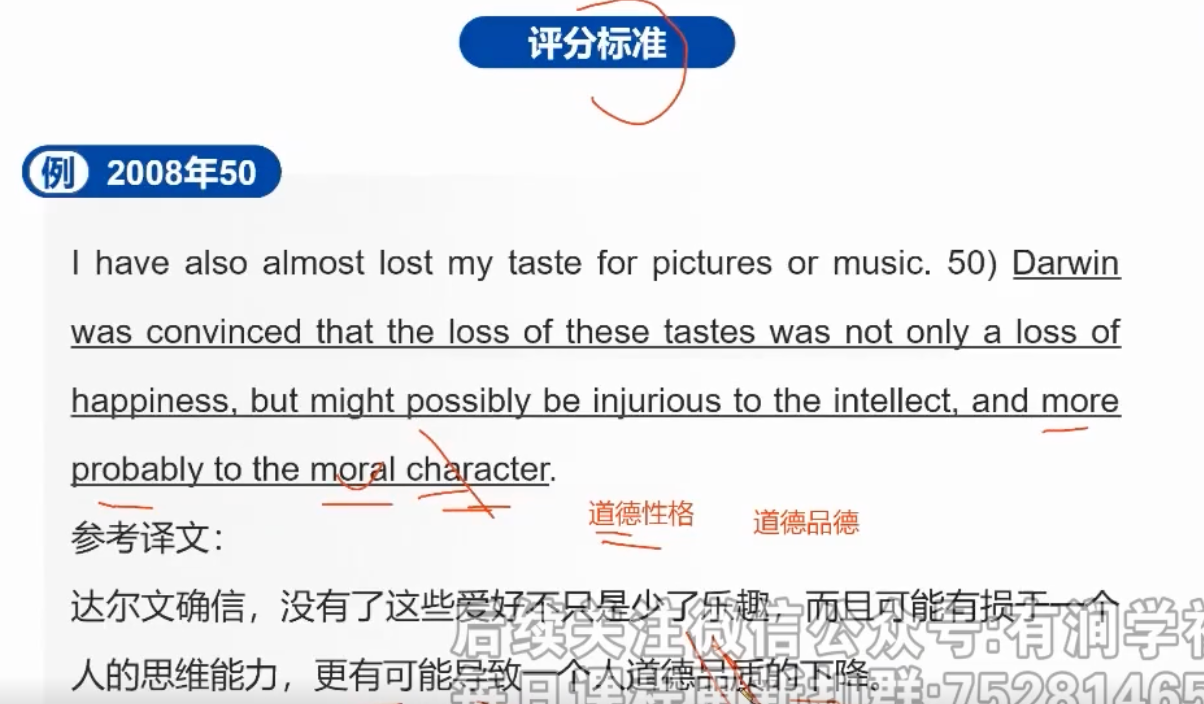 评分标准
例 2008年50
I have also almost lost my taste for pictures or music. 50) Darwin
was convinced that the loss of these tastes was not only a loss of
happiness, but might possibly be injurious to the intellect, and more
probably to the moral character.
道德性格 道德品德
参考译文：
达尔文确信，没有了这些爱好不只是少了乐趣，而且可能有损于一个
后续关注微信公众号:有润学社
人的思维能力，更有可能导致一个人道德品质的下降。
群:75281465